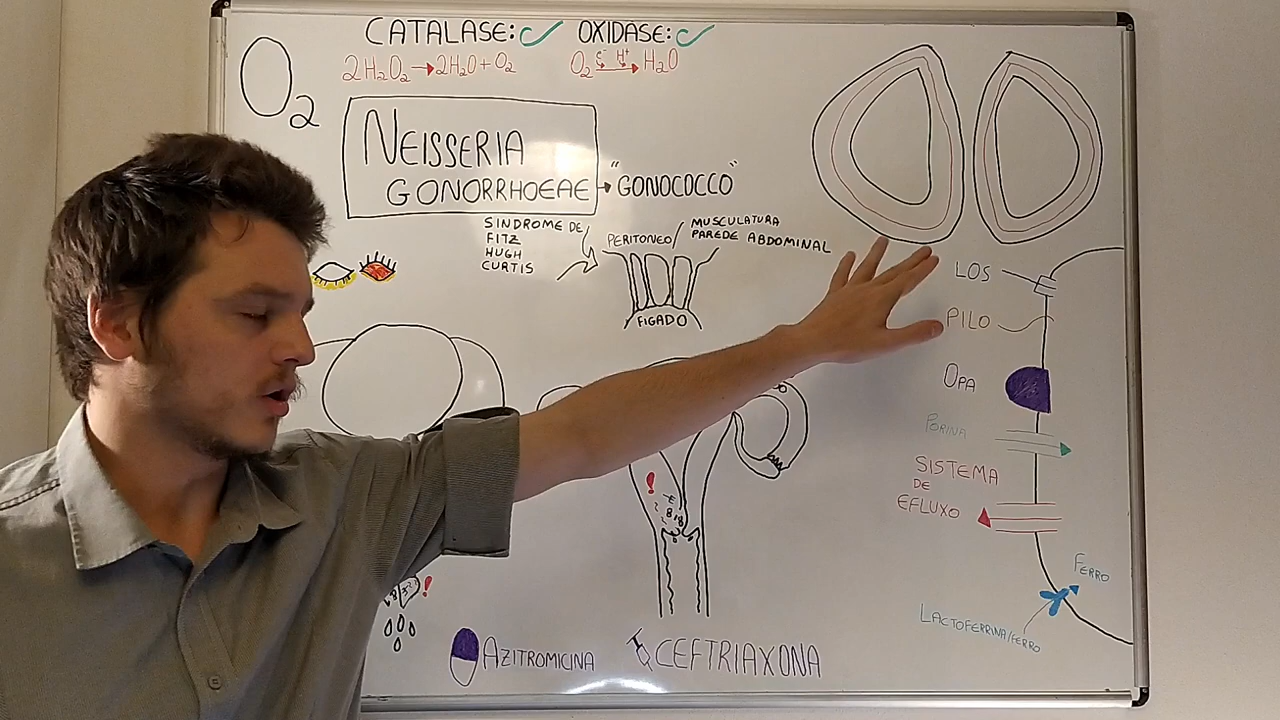 CATALASE: OXIDASE:
2H₂O₂→2H₂O+O₂
O₂ e⁻ H⁺ → H₂O
O₂
NEISSERIA
GONORRHOEAE → "GONOCOCCO"
SINDROME DE
FITZ
HUGH
CURTIS
PERITONEO
MUSCULATURA
PAREDE ABDOMINAL
FIGADO
LOS
PILO
OPA
PORINA
SISTEMA
DE
EFLUXO
FERRO
LACTOFERRINA/FERRO
!
!
AZITROMICINA
CEFTRIAXONA